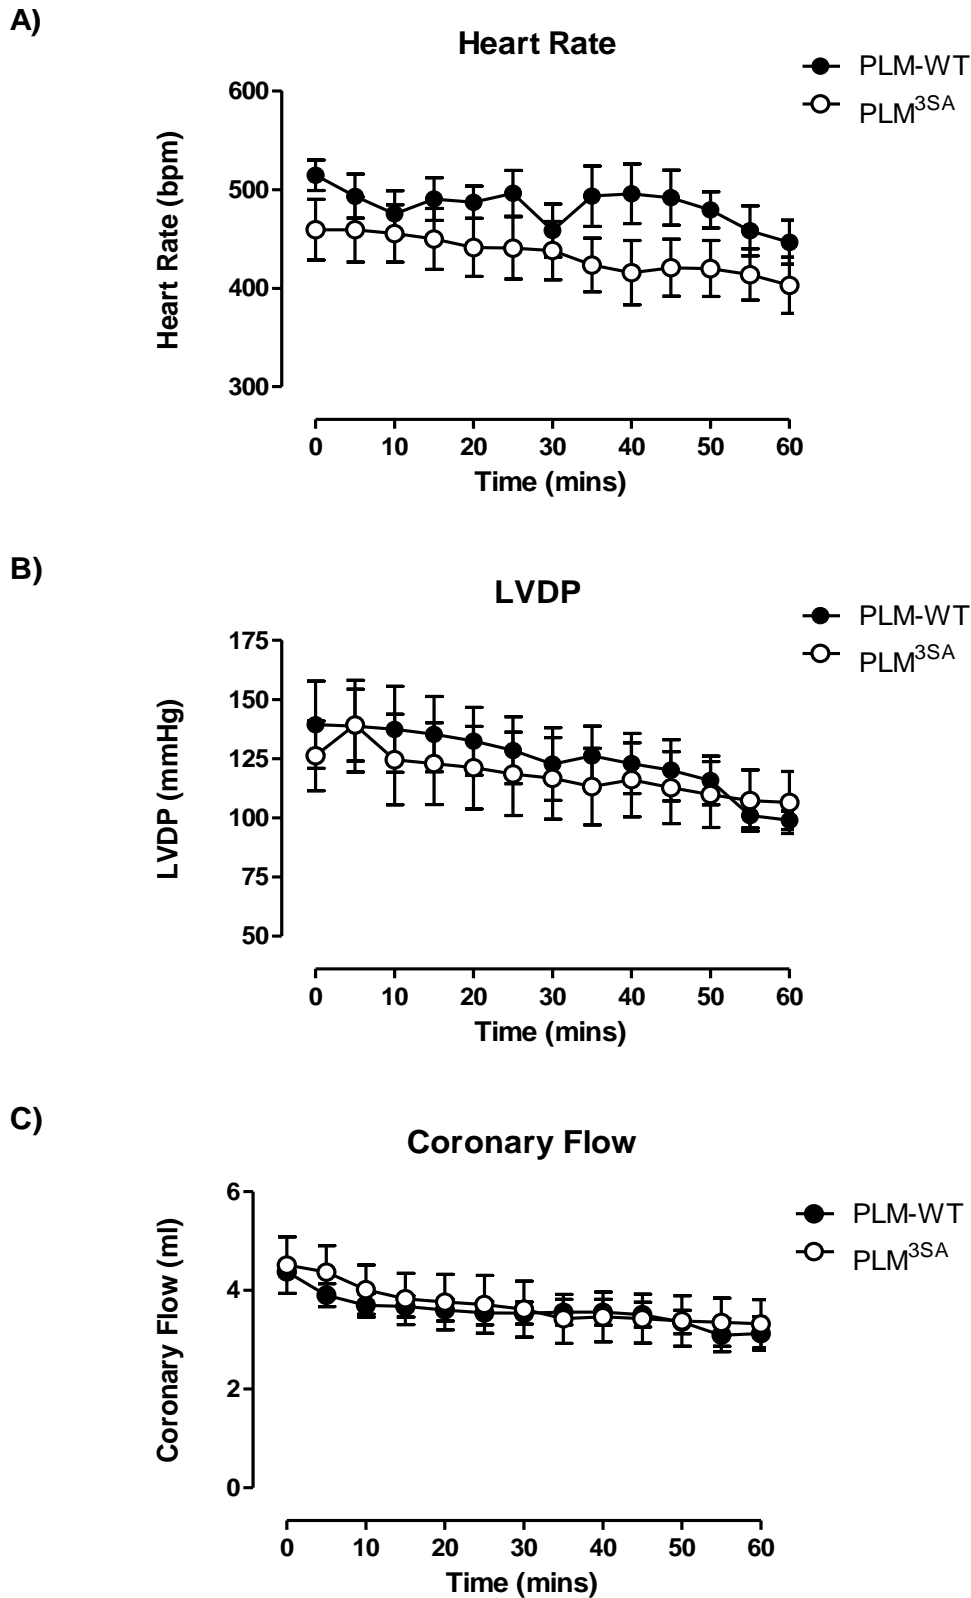 A)
Heart Rate
PLM-WT
PLM3SA
Heart Rate (bpm)
600
500
400
300
0 10 20 30 40 50 60
Time (mins)
B)
LVDP
PLM-WT
PLM3SA
LVDP (mmHg)
175
150
125
100
75
50
0 10 20 30 40 50 60
Time (mins)
C)
Coronary Flow
PLM-WT
PLM3SA
Coronary Flow (ml)
6
4
2
0
0 10 20 30 40 50 60
Time (mins)